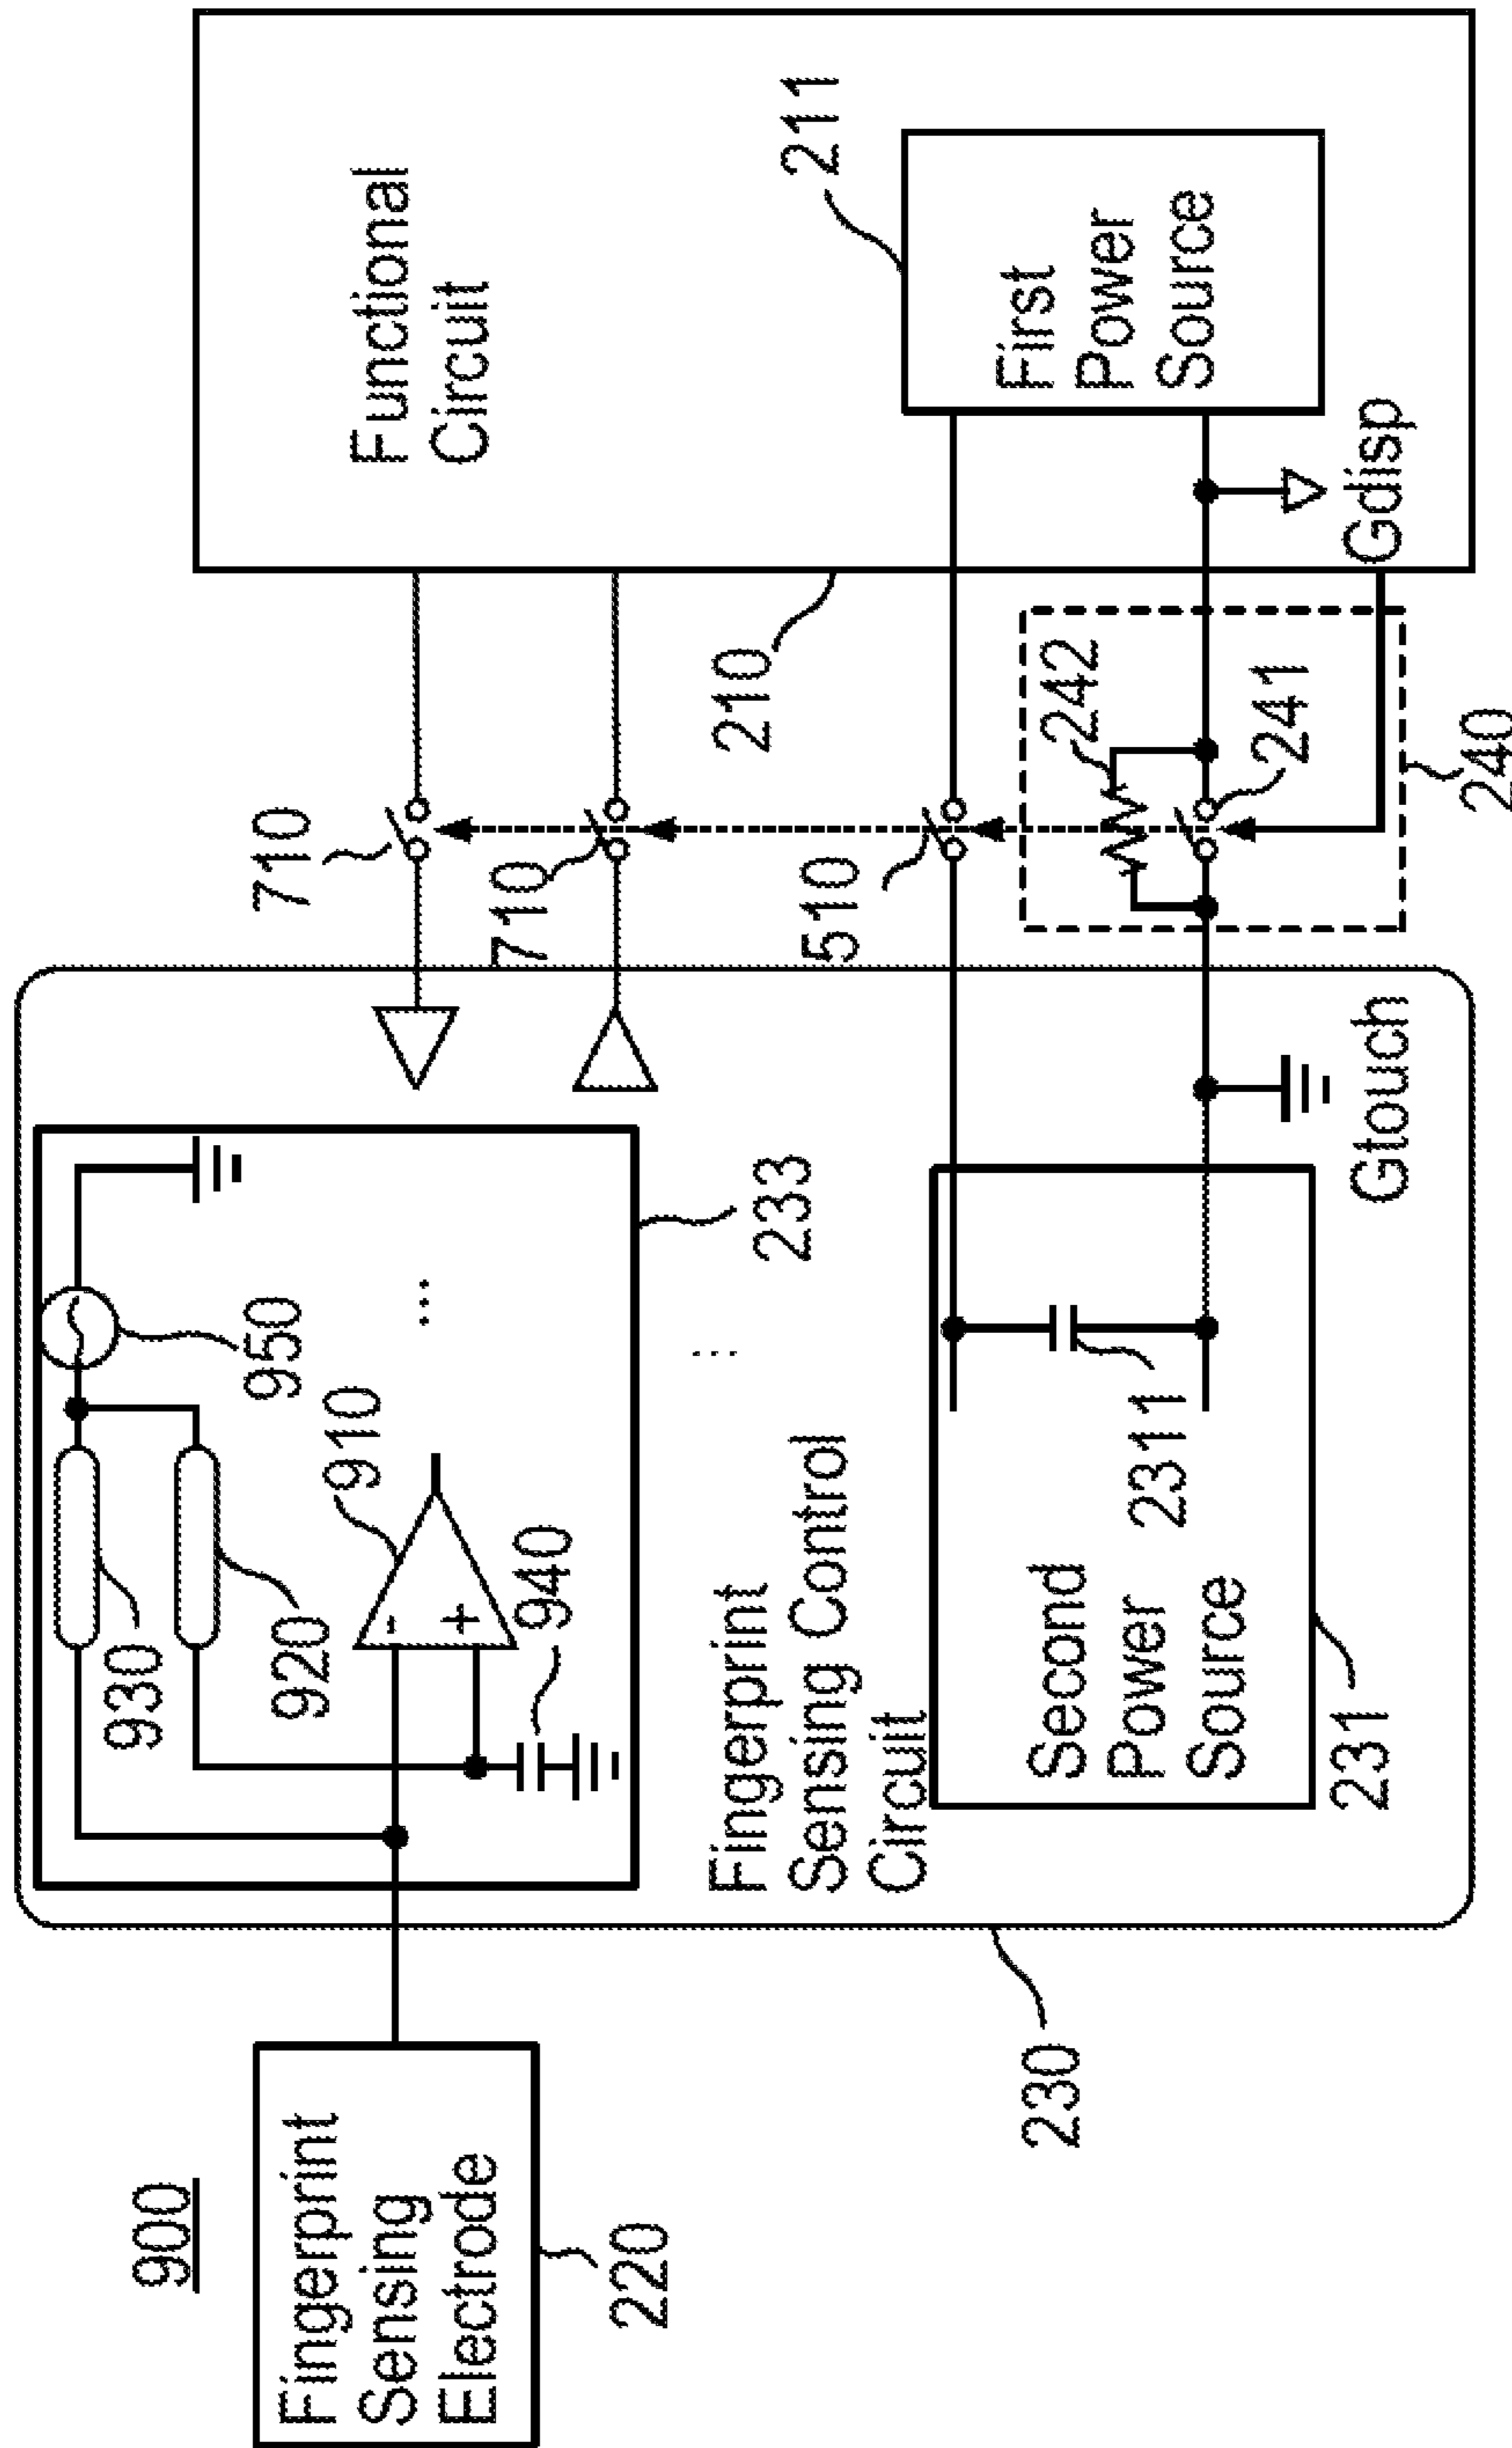 900
Fingerprint
Sensing
Electrode
220
930
920
950
910
-
+
940
...
...
233
Fingerprint
Sensing Control
Circuit
230
Second
Power
Source
2311
231
Gtouch
710
710
510
210
242
241
240
Functional
Circuit
211
First
Power
Source
Gdisp